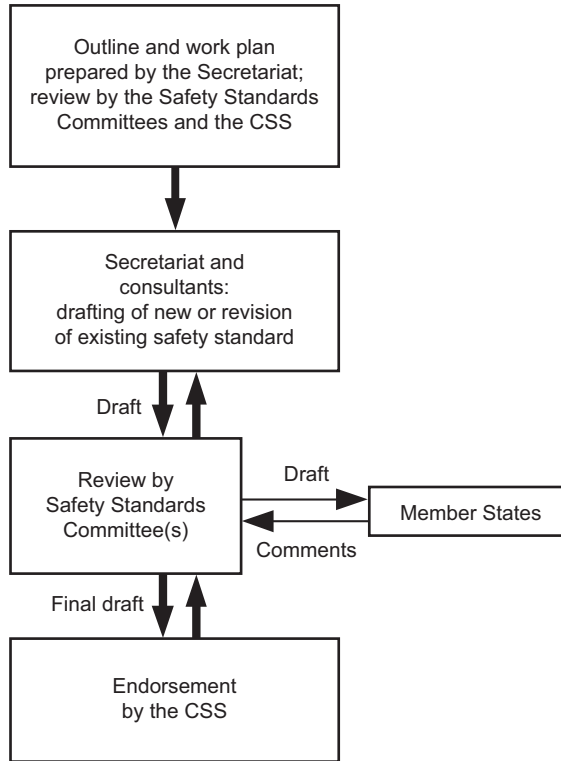 Outline and work plan
prepared by the Secretariat;
review by the Safety Standards
Committees and the CSS
Secretariat and
consultants:
drafting of new or revision
of existing safety standard
Draft
Review by
Safety Standards
Committee(s)
Draft
Member States
Comments
Final draft
Endorsement
by the CSS